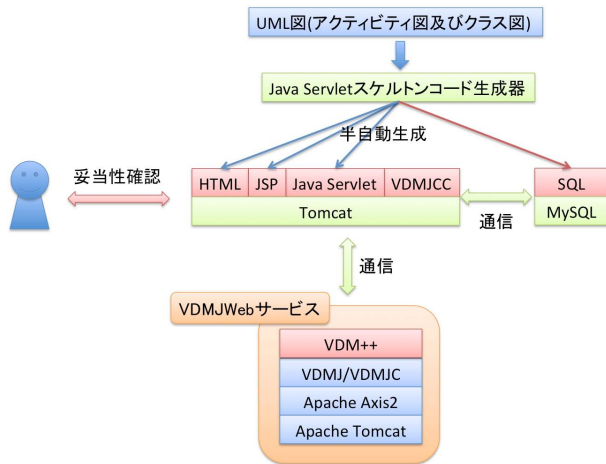 UML図(アクティビティ図及びクラス図)
Java Servletスケルトンコード生成器
半自動生成
妥当性確認
HTML
JSP
Java Servlet
VDMJCC
Tomcat
通信
SQL
MySQL
通信
VDMJWebサービス
VDM++
VDMJ/VDMJC
Apache Axis2
Apache Tomcat